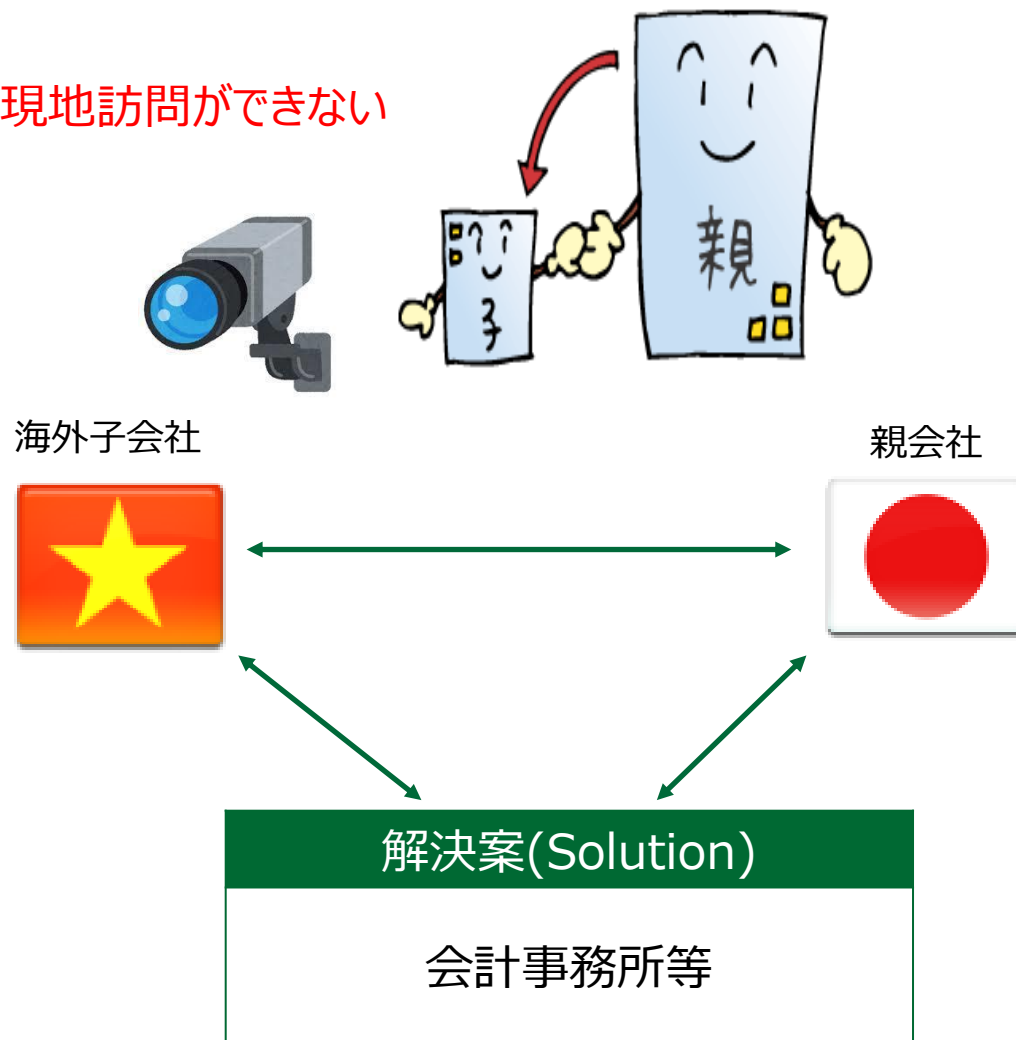 現地訪問ができない
親
子
海外子会社
親会社
解決案(Solution)
会計事務所等